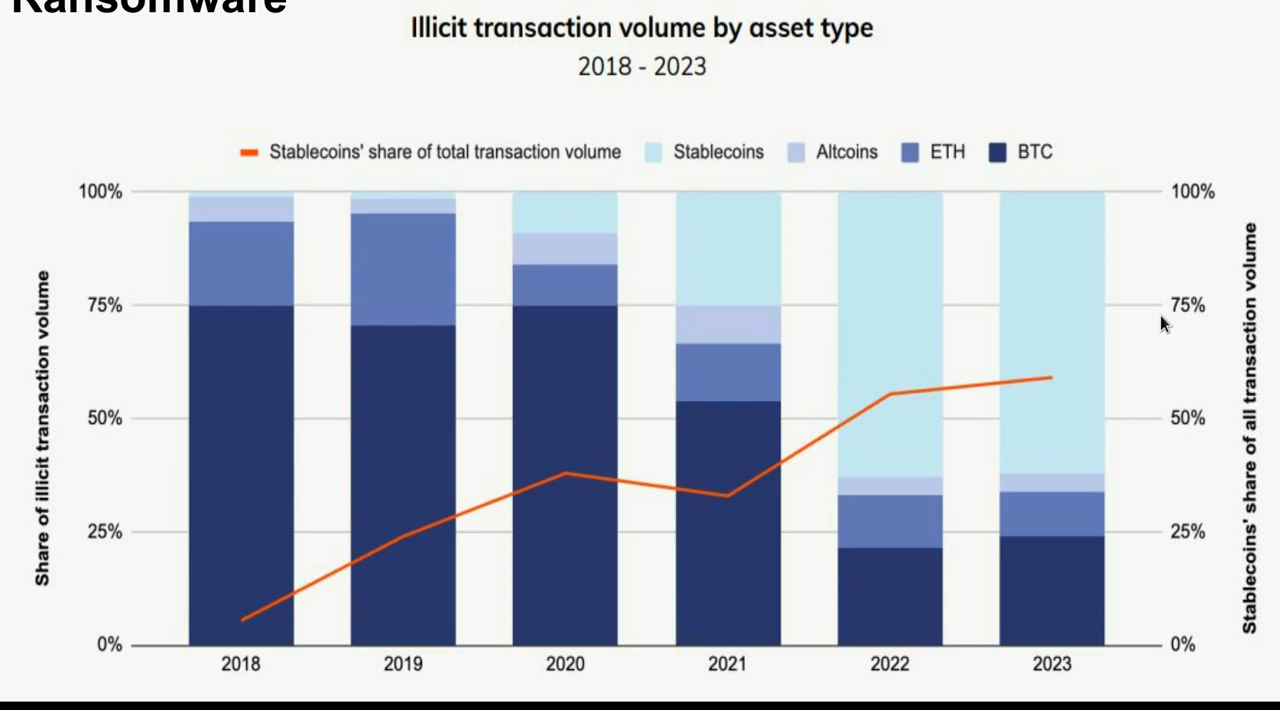 Ransomware
Illicit transaction volume by asset type
2018 - 2023
Stablecoins' share of total transaction volume Stablecoins Altcoins ETH BTC
100% 100%
75% 75%
50% 50%
25% 25%
0% 0%
Share of illicit transaction volume
Stablecoins' share of all transaction volume
2018 2019 2020 2021 2022 2023